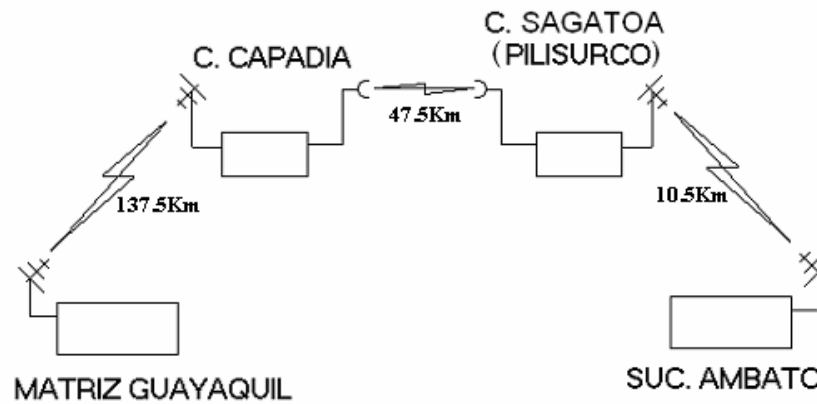 C. CAPADIA
C. SAGATOA
(PILISURCO)
47.5Km
137.5Km
10.5Km
MATRIZ GUAYAQUIL
SUC. AMBATO